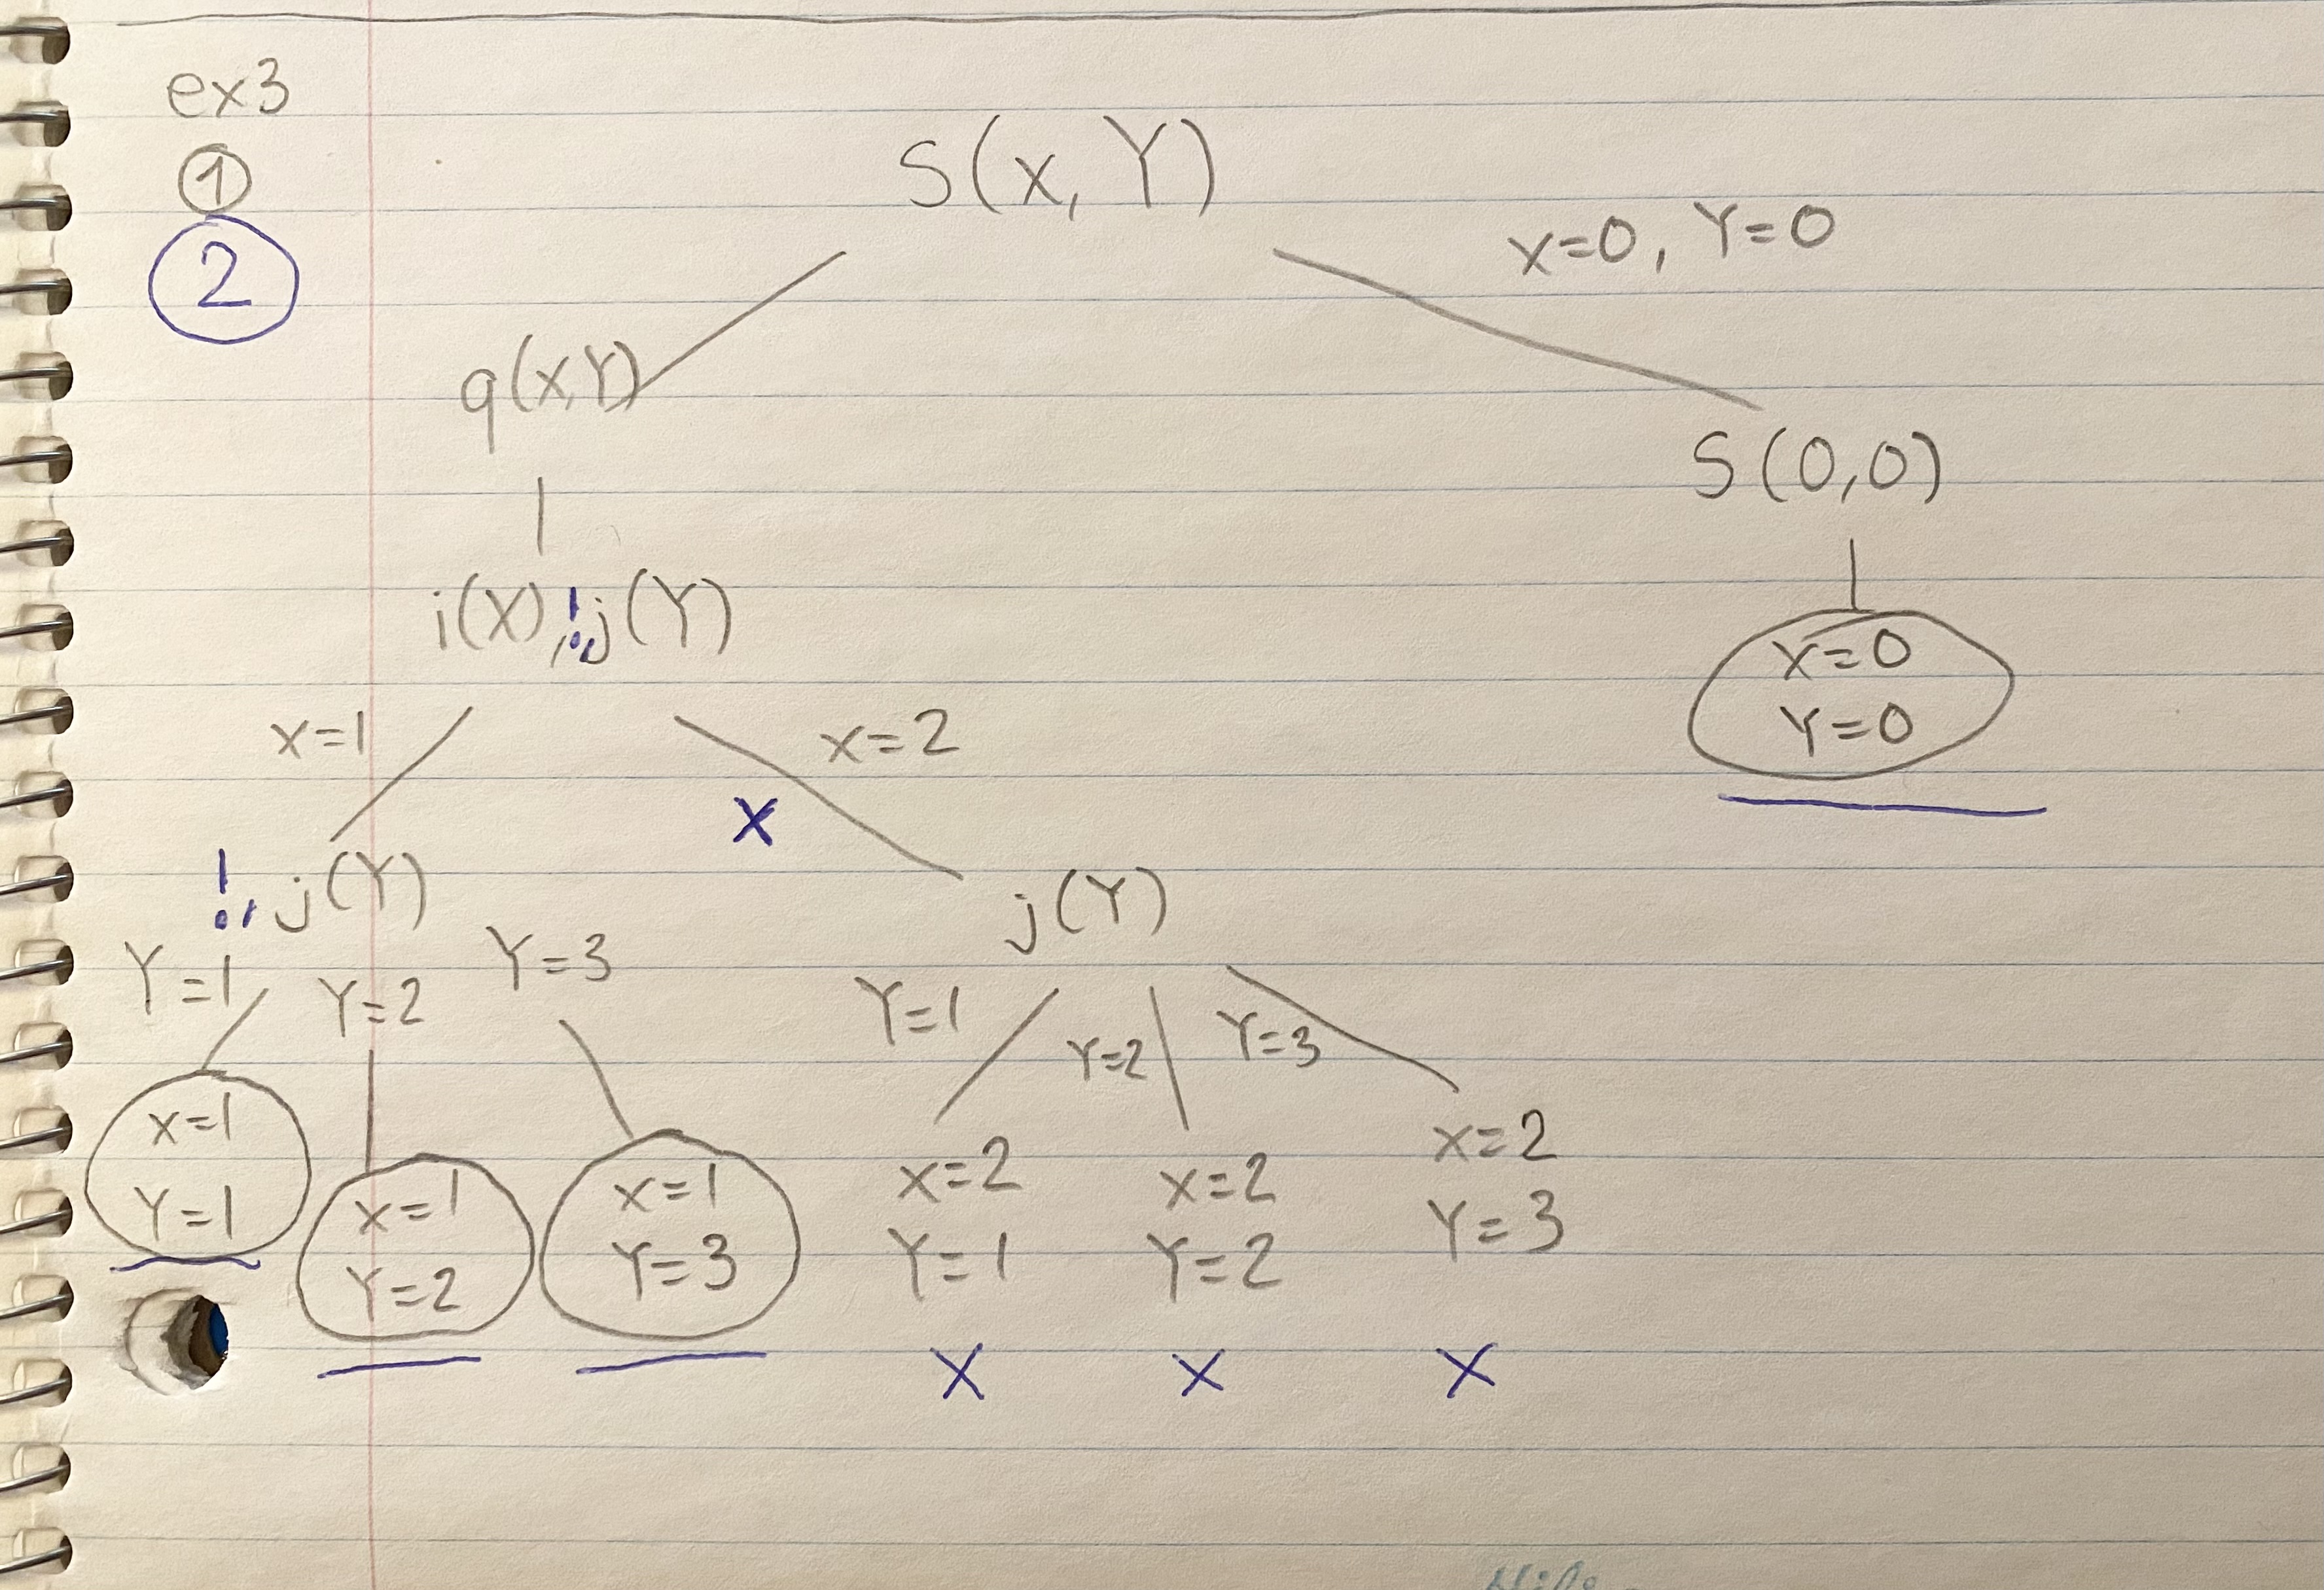 ex3
①
②
S(x, Y)
x=0, Y=0
q(x,Y)
S(0,0)
i(X),!,j(Y)
x=0
Y=0
x=1
x=2
x
!, j(Y)
j(Y)
Y=1
Y=2
Y=3
Y=1
Y=2
Y=3
x=1
Y=1
x=1
Y=2
x=1
Y=3
x=2
Y=1
x=2
Y=2
x=2
Y=3
x
x
x